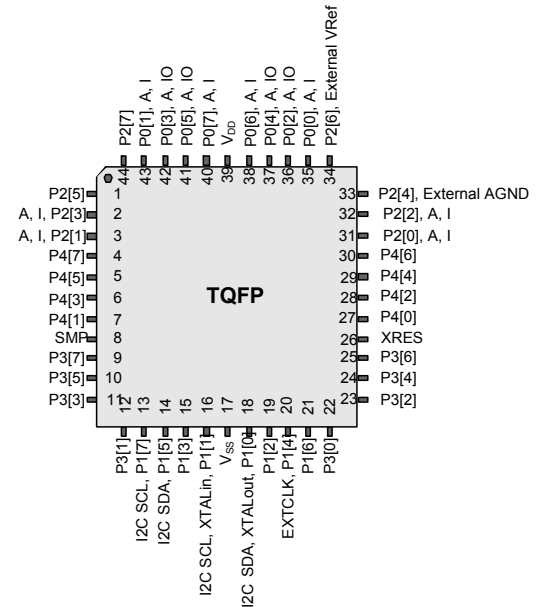 P2[7]
P0[1], A, I
P0[3], A, IO
P0[5], A, IO
P0[7], A, I
VDD
P0[6], A, I
P0[4], A, IO
P0[2], A, IO
P0[0], A, I
P2[6], External VRef
44
43
42
41
40
39
38
37
36
35
34
P2[5] 1
A, I, P2[3] 2
A, I, P2[1] 3
P4[7] 4
P4[5] 5
P4[3] 6
P4[1] 7
SMP 8
P3[7] 9
P3[5] 10
P3[3] 11
TQFP
33 P2[4], External AGND
32 P2[2], A, I
31 P2[0], A, I
30 P4[6]
29 P4[4]
28 P4[2]
27 P4[0]
26 XRES
25 P3[6]
24 P3[4]
23 P3[2]
12
13
14
15
16
17
18
19
20
21
22
P3[1]
I2C SCL, P1[7]
I2C SDA, P1[5]
P1[3]
I2C SCL, XTALin, P1[1]
VSS
I2C SDA, XTALout, P1[0]
P1[2]
EXTCLK, P1[4]
P1[6]
P3[0]